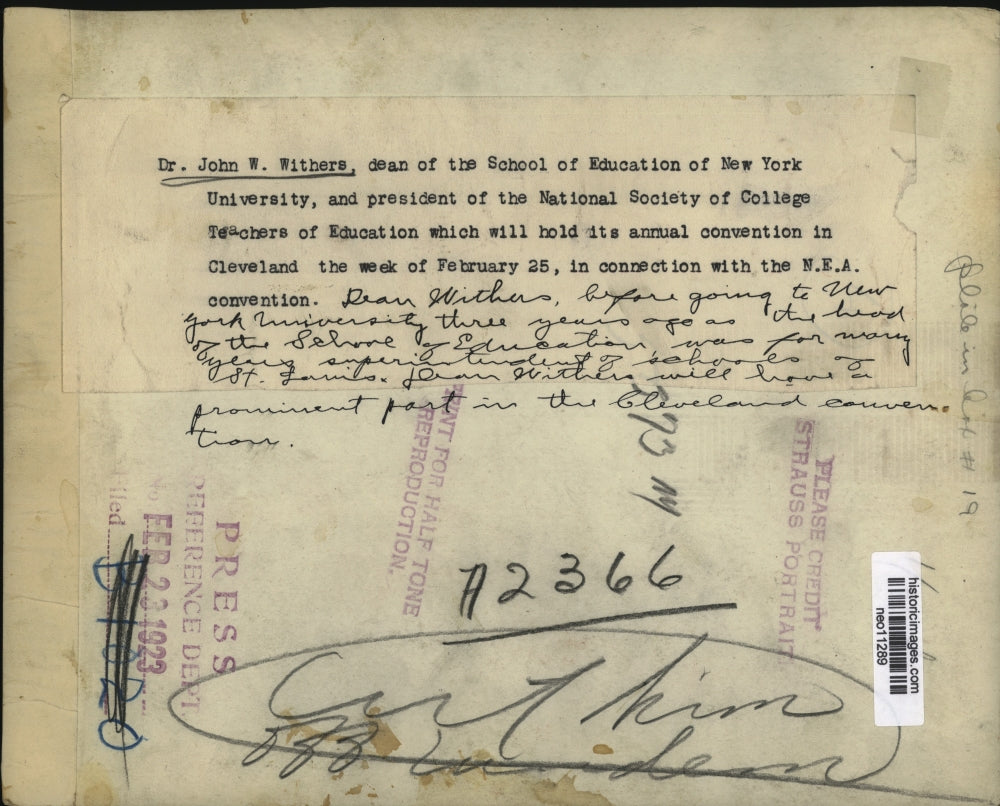 Dr. John W. Withers, dean of the School of Education of New York
University, and president of the National Society of College
Teachers of Education which will hold its annual convention in
Cleveland the week of February 25, in connection with the N.E.A.
convention. Dean Withers, before going to New
York University three years ago as the head
of the School of Education was for many
years superintendent of schools of
St. Louis. Dean Withers will have a
prominent part in the Cleveland conven-
tion.
PRINT FOR HALF TONE
REPRODUCTION.
PLEASE CREDIT
STRAUSS PORTRAIT
# 19
A2366
PRESS
REFERENCE DEPT.
FEB 23 1923
filed
Cut him
historicimages.com
neo11289